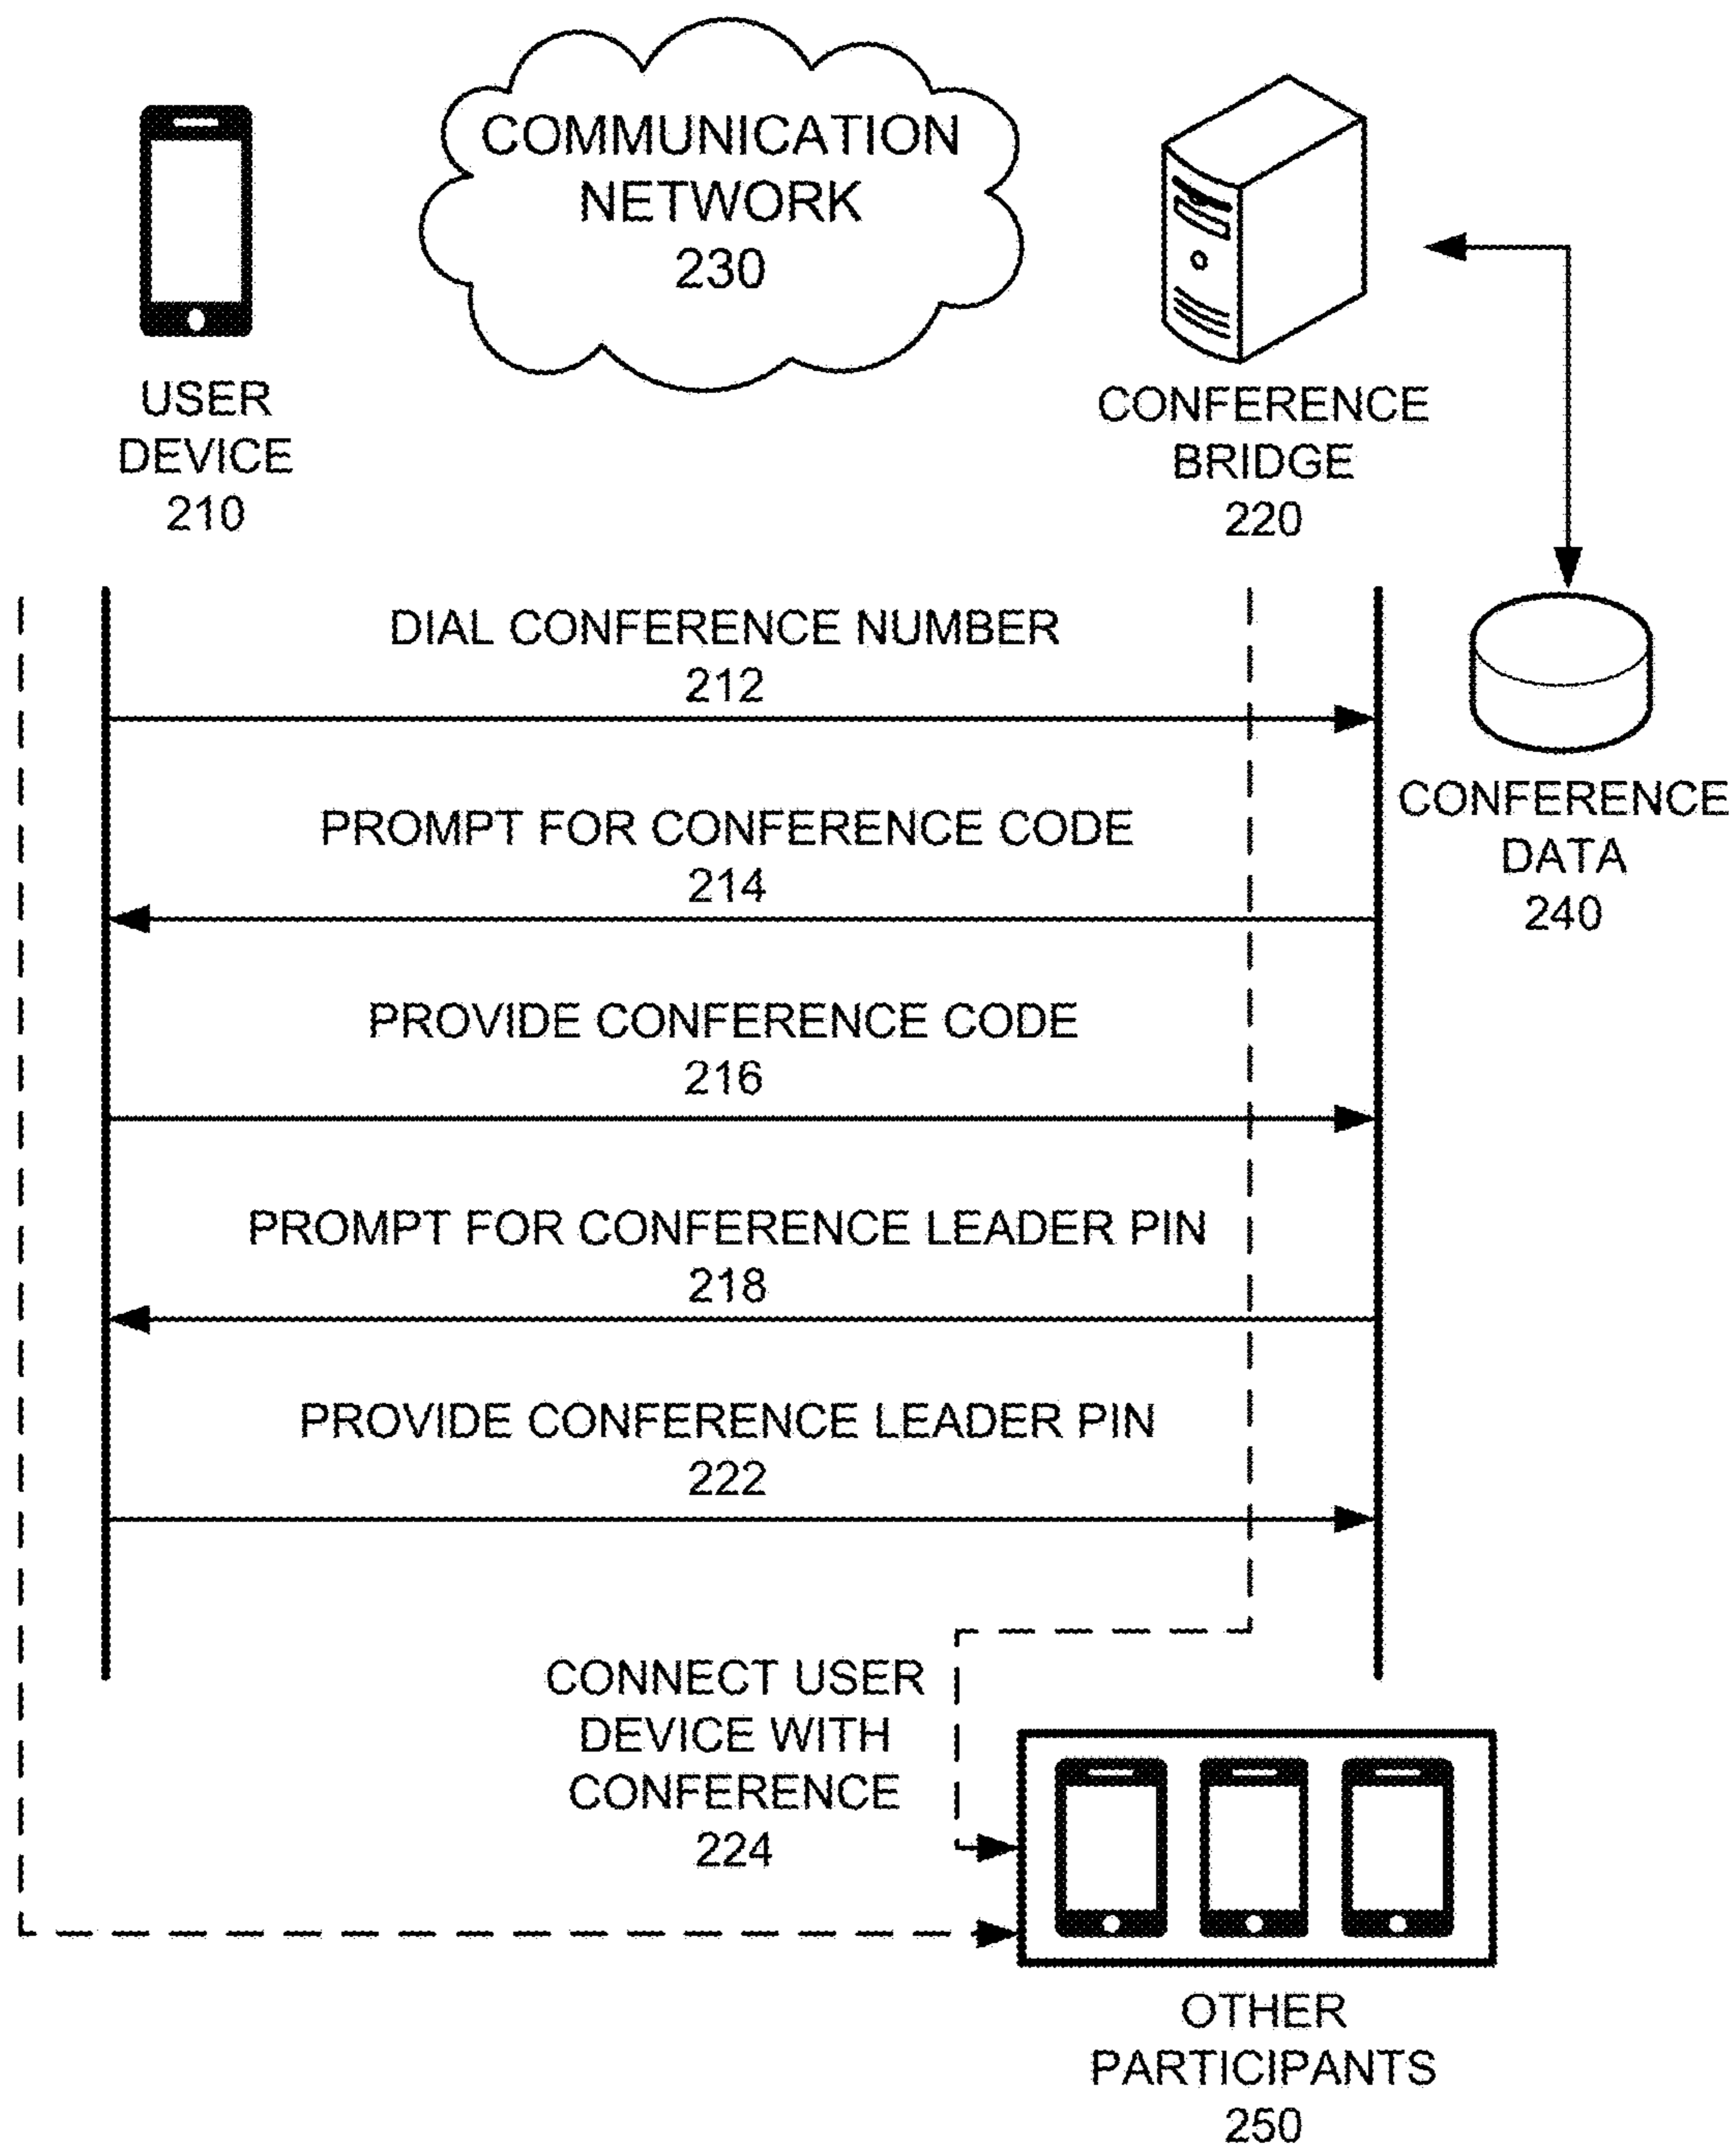 COMMUNICATION
NETWORK
230
USER
DEVICE
210
CONFERENCE
BRIDGE
220
DIAL CONFERENCE NUMBER
212
PROMPT FOR CONFERENCE CODE
214
CONFERENCE
DATA
240
PROVIDE CONFERENCE CODE
216
PROMPT FOR CONFERENCE LEADER PIN
218
PROVIDE CONFERENCE LEADER PIN
222
CONNECT USER
DEVICE WITH
CONFERENCE
224
OTHER
PARTICIPANTS
250